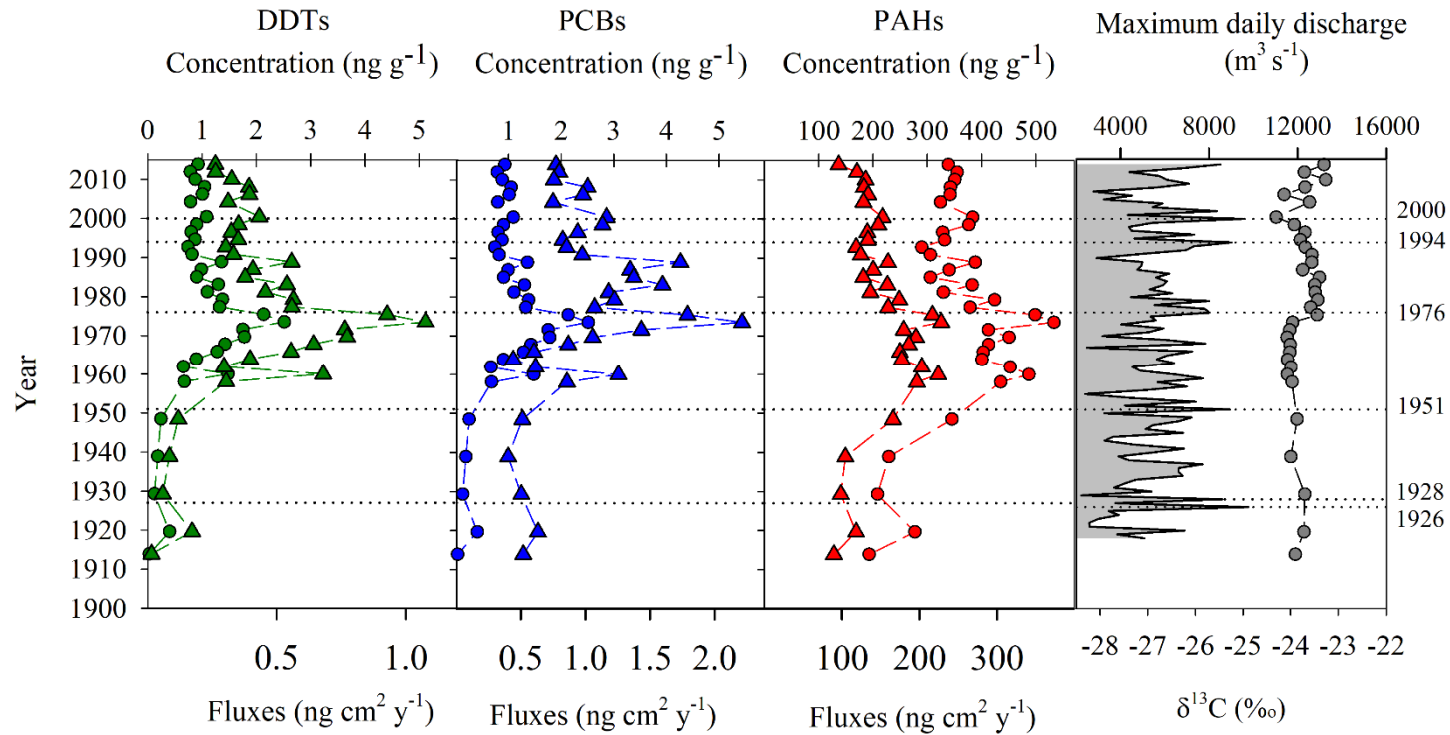 DDTs PCBs PAHs Maximum daily discharge
Concentration (ng g⁻¹) Concentration (ng g⁻¹) Concentration (ng g⁻¹) (m³ s⁻¹)
0 1 2 3 4 5 1 2 3 4 5 100 200 300 400 500 4000 8000 12000 16000
2010
2000 2000
1990 1994
1980
1970 1976
1960
1950 1951
1940
1930 1928
1920 1926
1910
1900
Year
0.5 1.0 0.5 1.0 1.5 2.0 100 200 300 -28 -27 -26 -25 -24 -23 -22
Fluxes (ng cm² y⁻¹) Fluxes (ng cm² y⁻¹) Fluxes (ng cm² y⁻¹) δ¹³C (‰)